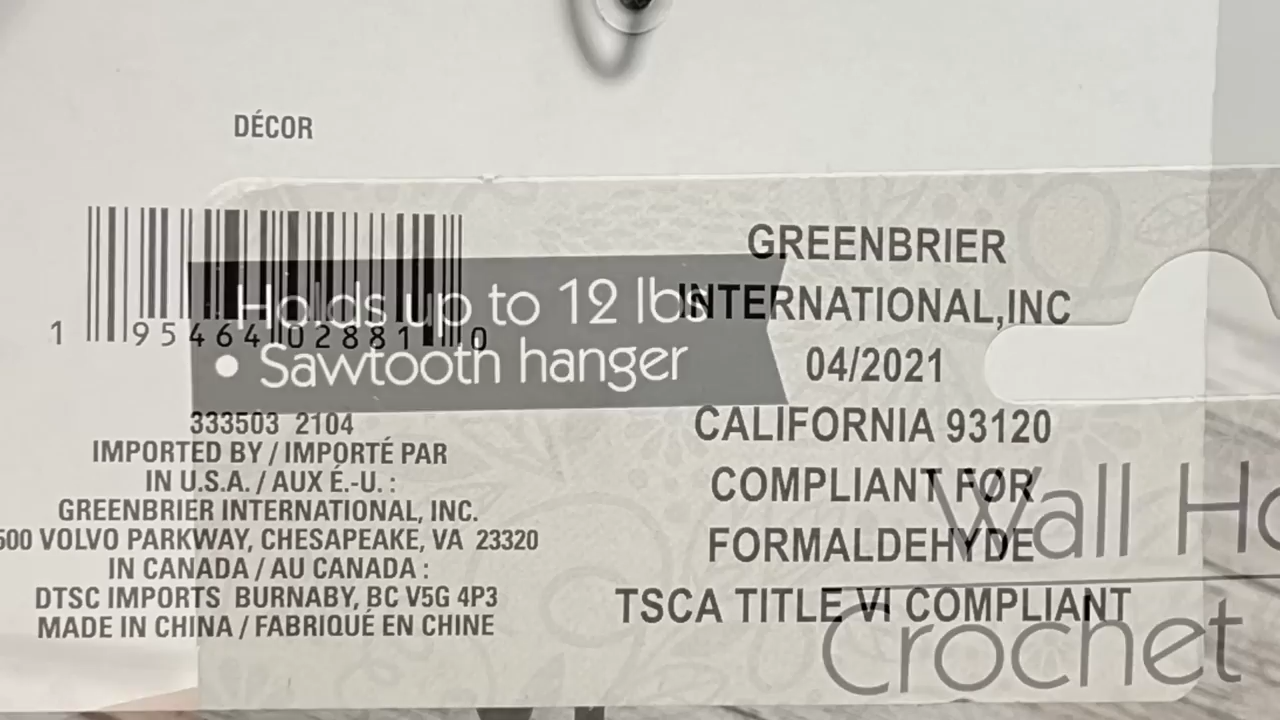 DÉCOR
1 95464 02881 0
Holds up to 12 lbs
• Sawtooth hanger
333503 2104
IMPORTED BY / IMPORTÉ PAR
IN U.S.A. / AUX É.-U. :
GREENBRIER INTERNATIONAL, INC.
500 VOLVO PARKWAY, CHESAPEAKE, VA 23320
IN CANADA / AU CANADA :
DTSC IMPORTS BURNABY, BC V5G 4P3
MADE IN CHINA / FABRIQUÉ EN CHINE
GREENBRIER
INTERNATIONAL,INC
04/2021
CALIFORNIA 93120
COMPLIANT FOR
FORMALDEHYDE
TSCA TITLE VI COMPLIANT
Wall
Crochet